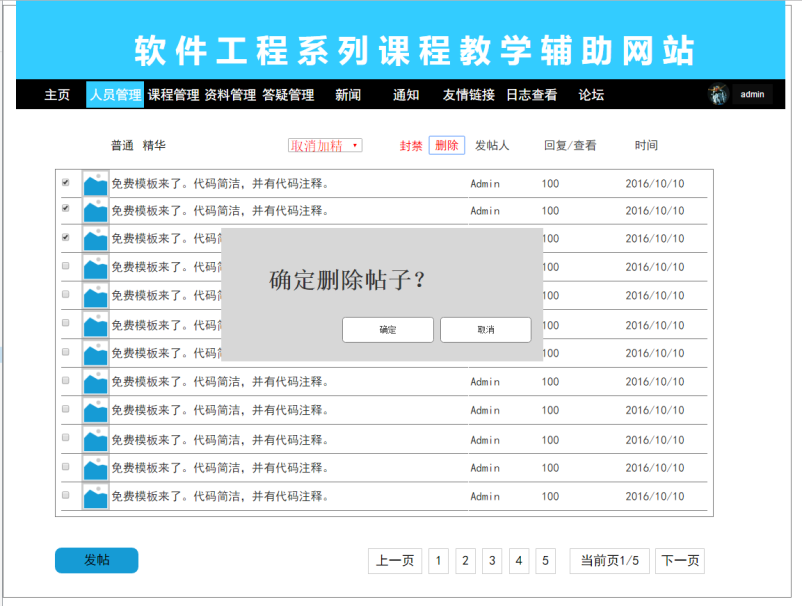 软件工程系列课程教学辅助网站
主页 人员管理 课程管理 资料管理 答疑管理 新闻 通知 友情链接 日志查看 论坛 admin
普通 精华 取消加精 封禁 删除 发帖人 回复/查看 时间
免费模板来了。代码简洁，并有代码注释。 Admin 100 2016/10/10
免费模板来了。代码简洁，并有代码注释。 Admin 100 2016/10/10
免费模板来了。代码 100 2016/10/10
免费模板来了。代码 100 2016/10/10
确定删除帖子？
免费模板来了。代码 100 2016/10/10
免费模板来了。代码 100 2016/10/10
确定 取消
免费模板来了。代码 100 2016/10/10
免费模板来了。代码简洁，并有代码注释。 Admin 100 2016/10/10
免费模板来了。代码简洁，并有代码注释。 Admin 100 2016/10/10
免费模板来了。代码简洁，并有代码注释。 Admin 100 2016/10/10
免费模板来了。代码简洁，并有代码注释。 Admin 100 2016/10/10
免费模板来了。代码简洁，并有代码注释。 Admin 100 2016/10/10
发帖 上一页 1 2 3 4 5 当前页1/5 下一页